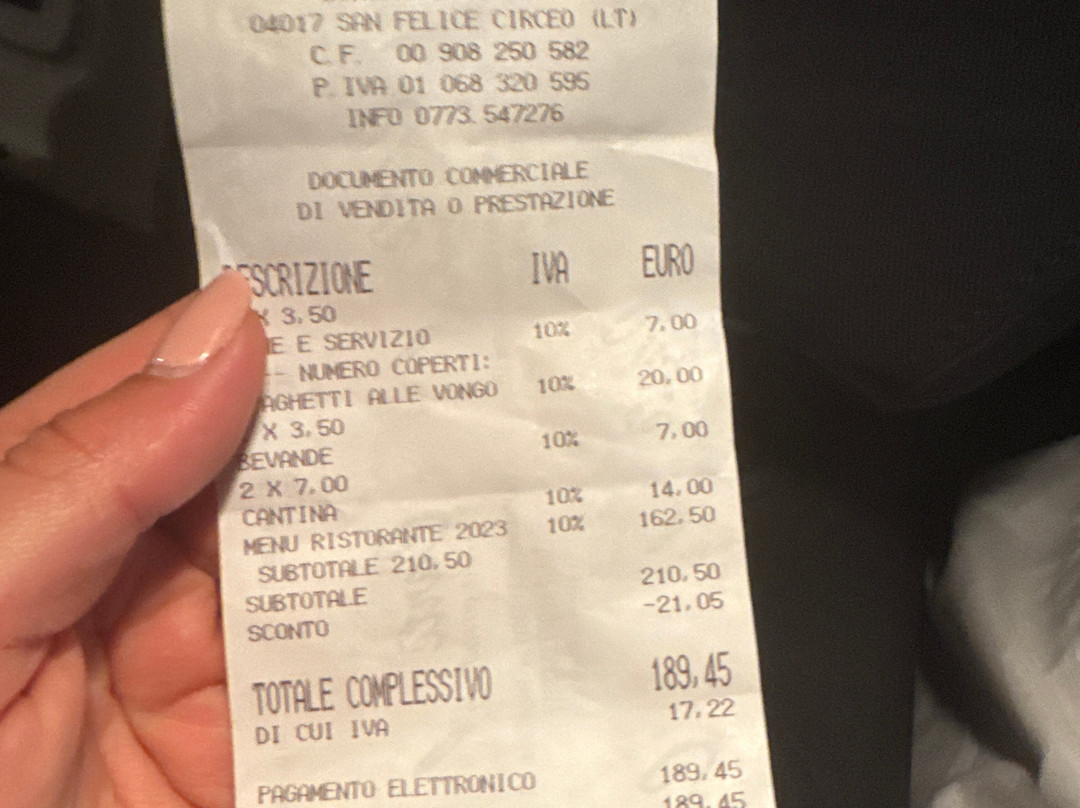 04017 SAN FELICE CIRCEO (LT)
C.F. 00 908 250 582
P.IVA 01 068 320 595
INFO 0773.547276
DOCUMENTO COMMERCIALE
DI VENDITA O PRESTAZIONE
DESCRIZIONE IVA EURO
X 3,50
E SERVIZIO 10% 7,00
-- NUMERO COPERTI:
AGHETTI ALLE VONGO 10% 20,00
X 3,50
BEVANDE 10% 7,00
2 X 7,00
CANTINA 10% 14,00
MENU RISTORANTE 2023 10% 162,50
SUBTOTALE 210,50
SUBTOTALE 210,50
SCONTO -21,05
TOTALE COMPLESSIVO 189,45
DI CUI IVA 17,22
PAGAMENTO ELETTRONICO 189,45
189,45